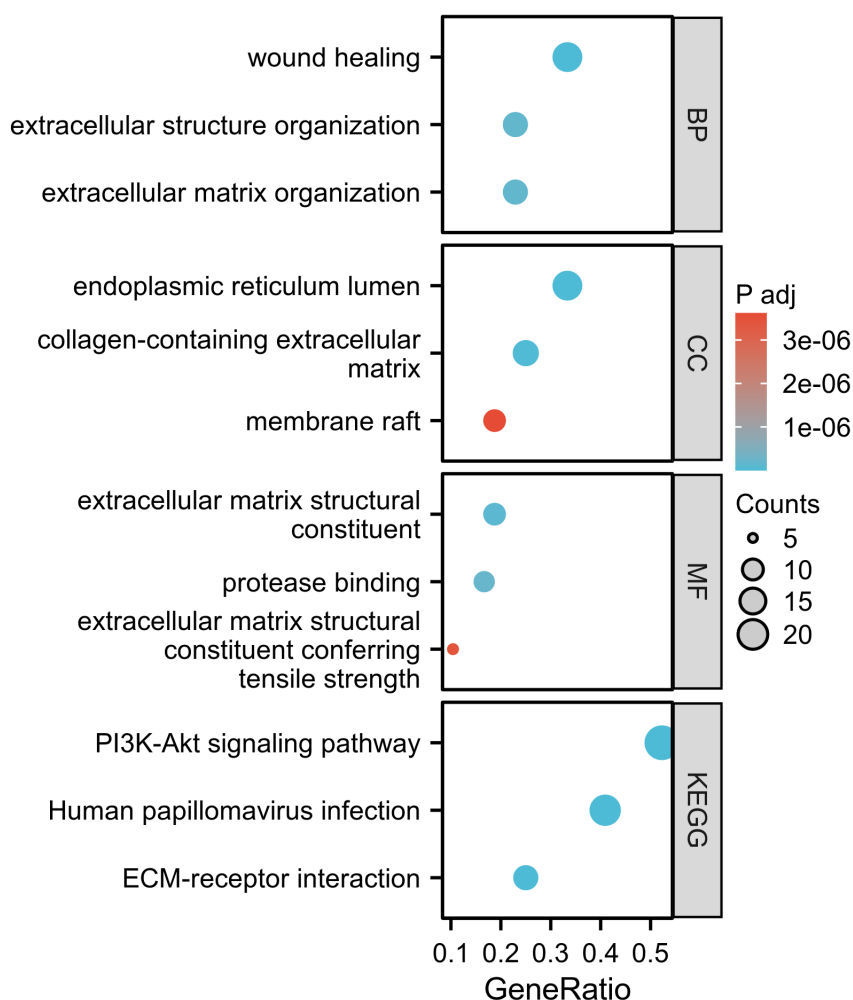 wound healing
extracellular structure organization
extracellular matrix organization
BP
endoplasmic reticulum lumen
collagen-containing extracellular
matrix
membrane raft
CC
extracellular matrix structural
constituent
protease binding
extracellular matrix structural
constituent conferring
tensile strength
MF
PI3K-Akt signaling pathway
Human papillomavirus infection
ECM-receptor interaction
KEGG
0.1 0.2 0.3 0.4 0.5
GeneRatio
P adj
3e-06
2e-06
1e-06
Counts
5
10
15
20